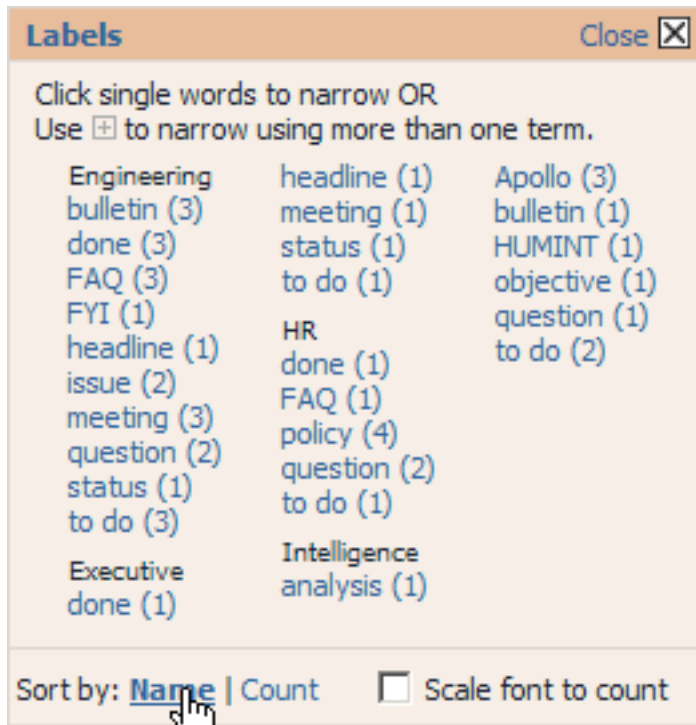 Labels
Close
Click single words to narrow OR
Use + to narrow using more than one term.
Engineering
bulletin (3)
done (3)
FAQ (3)
FYI (1)
headline (1)
issue (2)
meeting (3)
question (2)
status (1)
to do (3)
Executive
done (1)
headline (1)
meeting (1)
status (1)
to do (1)
HR
done (1)
FAQ (1)
policy (4)
question (2)
to do (1)
Intelligence
analysis (1)
Apollo (3)
bulletin (1)
HUMINT (1)
objective (1)
question (1)
to do (2)
Sort by: Name | Count
Scale font to count